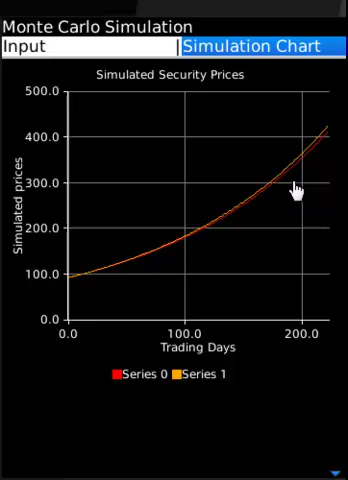 Monte Carlo Simulation
Input |Simulation Chart
Simulated Security Prices
500.0
400.0
300.0
200.0
100.0
0.0
Simulated prices
0.0 100.0 200.0
Trading Days
Series 0 Series 1